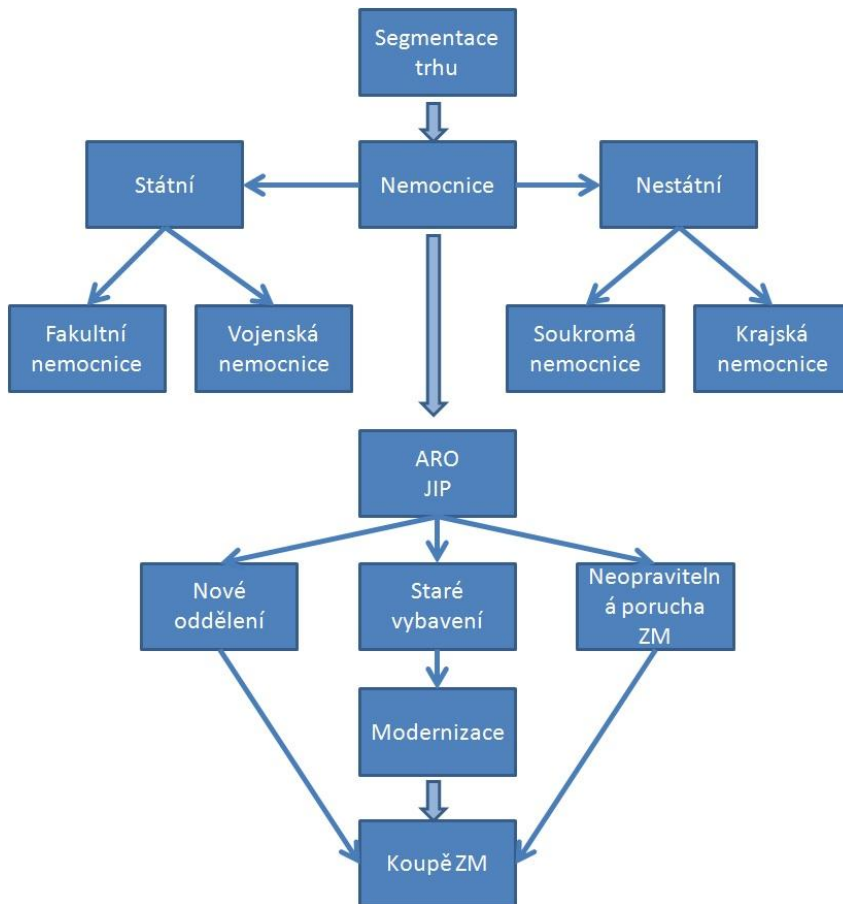 Segmentace
trhu
Státní
Nemocnice
Nestátní
Fakultní
nemocnice
Vojenská
nemocnice
Soukromá
nemocnice
Krajská
nemocnice
ARO
JIP
Nové
oddělení
Staré
vybavení
Neopraviteln
á porucha
ZM
Modernizace
Koupě ZM